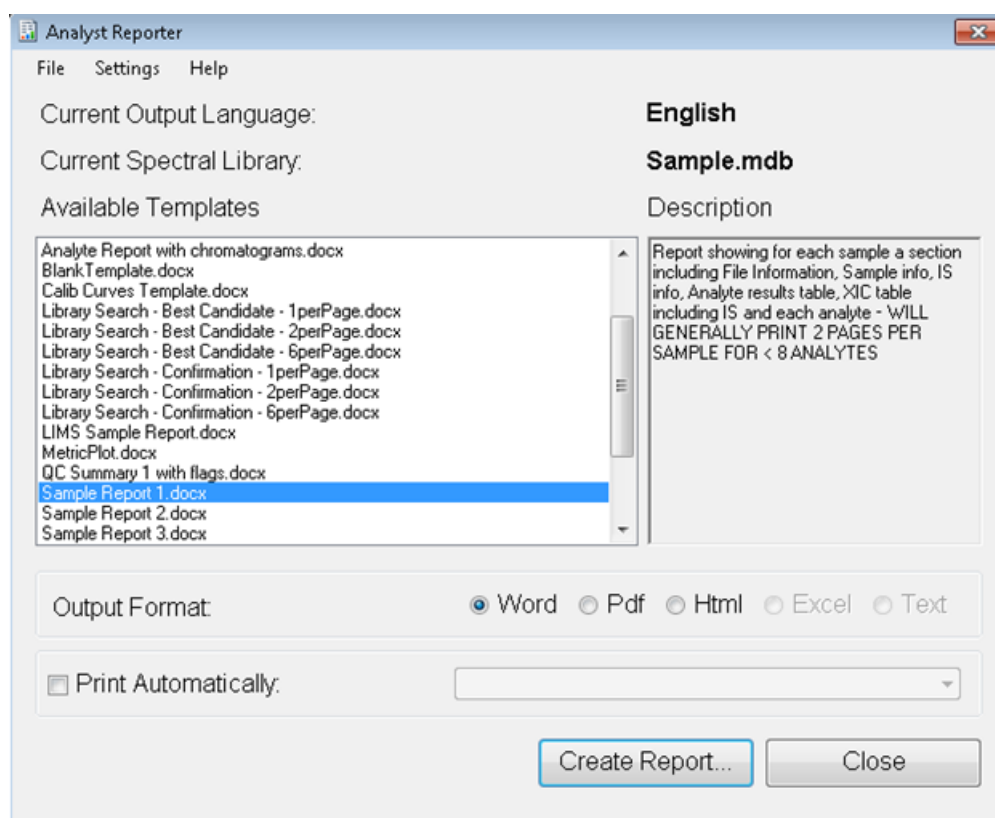 Analyst Reporter
File Settings Help
Current Output Language: English
Current Spectral Library: Sample.mdb
Available Templates
Analyte Report with chromatograms.docx
BlankTemplate.docx
Calib Curves Template.docx
Library Search - Best Candidate - 1perPage.docx
Library Search - Best Candidate - 2perPage.docx
Library Search - Best Candidate - 6perPage.docx
Library Search - Confirmation - 1perPage.docx
Library Search - Confirmation - 2perPage.docx
Library Search - Confirmation - 6perPage.docx
LIMS Sample Report.docx
MetricPlot.docx
QC Summary 1 with flags.docx
Sample Report 1.docx
Sample Report 2.docx
Sample Report 3.docx
Description
Report showing for each sample a section
including File Information, Sample info, IS
info, Analyte results table, XIC table
including IS and each analyte - WILL
GENERALLY PRINT 2 PAGES PER
SAMPLE FOR < 8 ANALYTES
Output Format: Word Pdf Html Excel Text
Print Automatically:
Create Report... Close